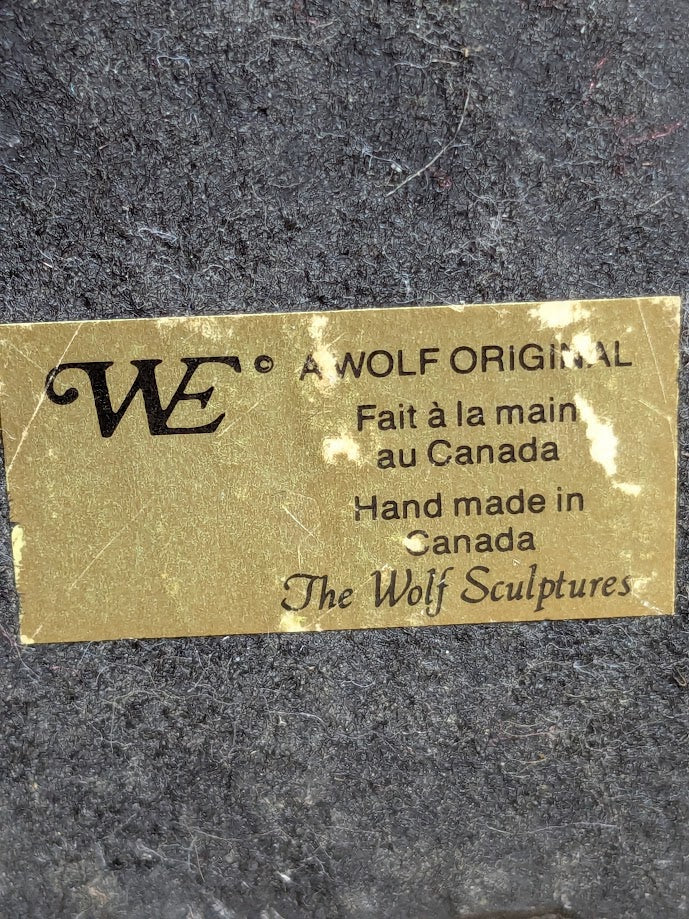 WE © A WOLF ORIGINAL
Fait à la main
au Canada
Hand made in
Canada
The Wolf Sculptures